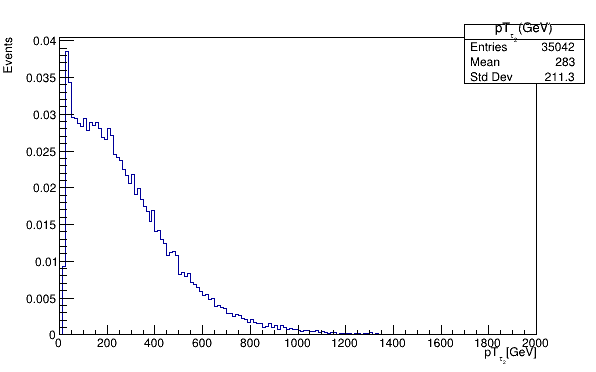 pT_τ₂(GeV)
Entries 35042
Mean 283
Std Dev 211.3
Events
0.04
0.035
0.03
0.025
0.02
0.015
0.01
0.005
0
0 200 400 600 800 1000 1200 1400 1600 1800 2000
pT_τ₂[GeV]